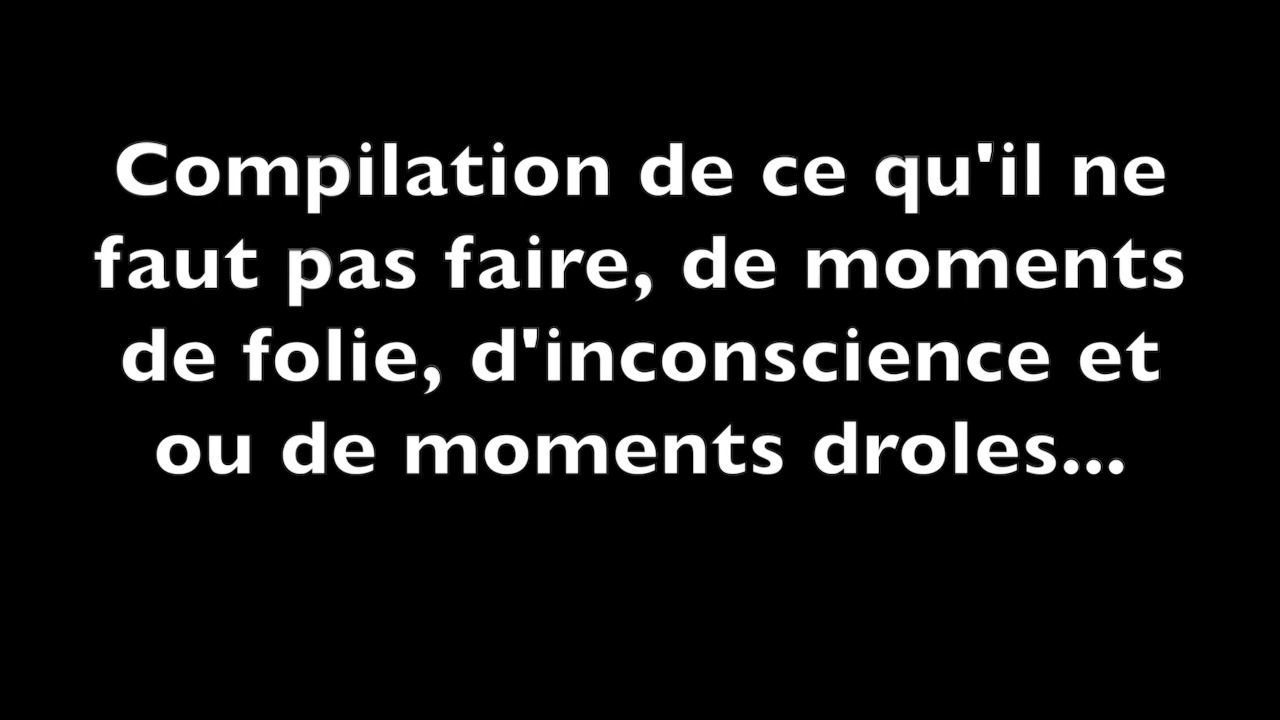 Compilation de ce qu'il ne
faut pas faire, de moments
de folie, d'inconscience et
ou de moments droles...